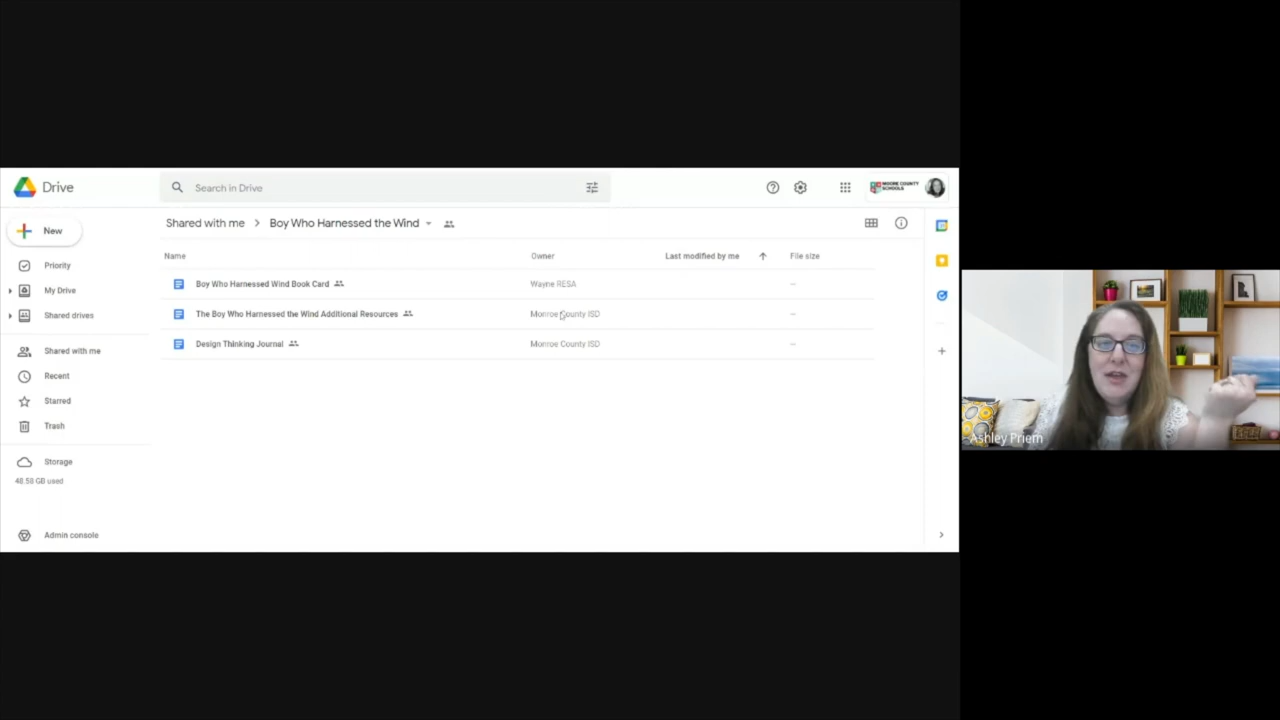 Drive
Search in Drive
MOORE COUNTY
SCHOOLS
New
Shared with me > Boy Who Harnessed the Wind
Name Owner Last modified by me File size
Priority
My Drive
Shared drives
Shared with me
Recent
Starred
Trash
Storage
48.58 GB used
Admin console
Boy Who Harnessed Wind Book Card Wayne RESA –
The Boy Who Harnessed the Wind Additional Resources Monroe County ISD –
Design Thinking Journal Monroe County ISD –
Ashley Priem